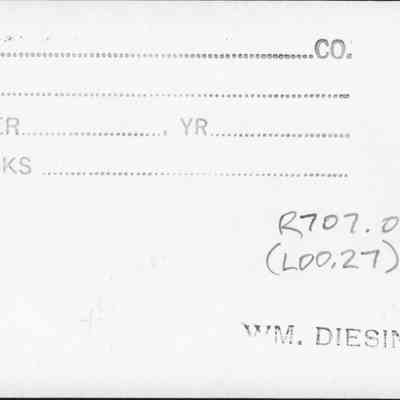 CO.
ER , YR
KS
R707.0
(L00.27)
WM. DIESIN